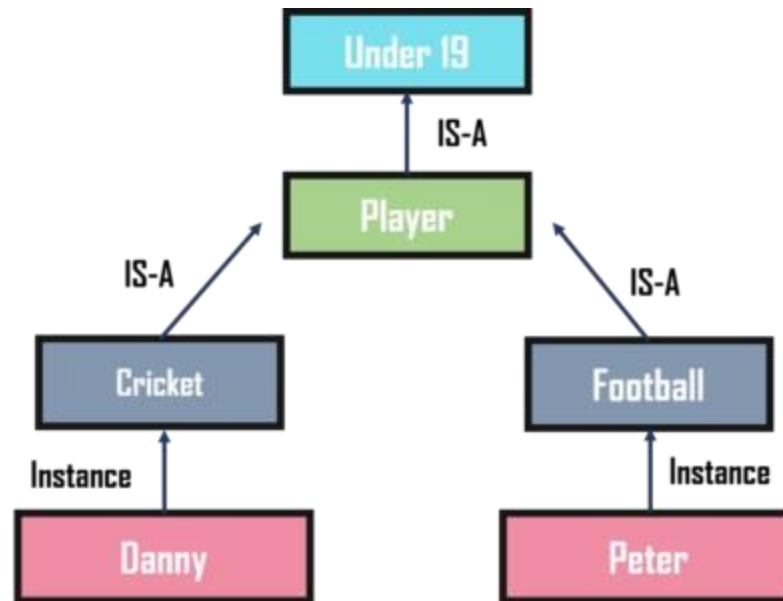 Under 19
IS-A
Player
IS-A
IS-A
Cricket
Football
Instance
Instance
Danny
Peter